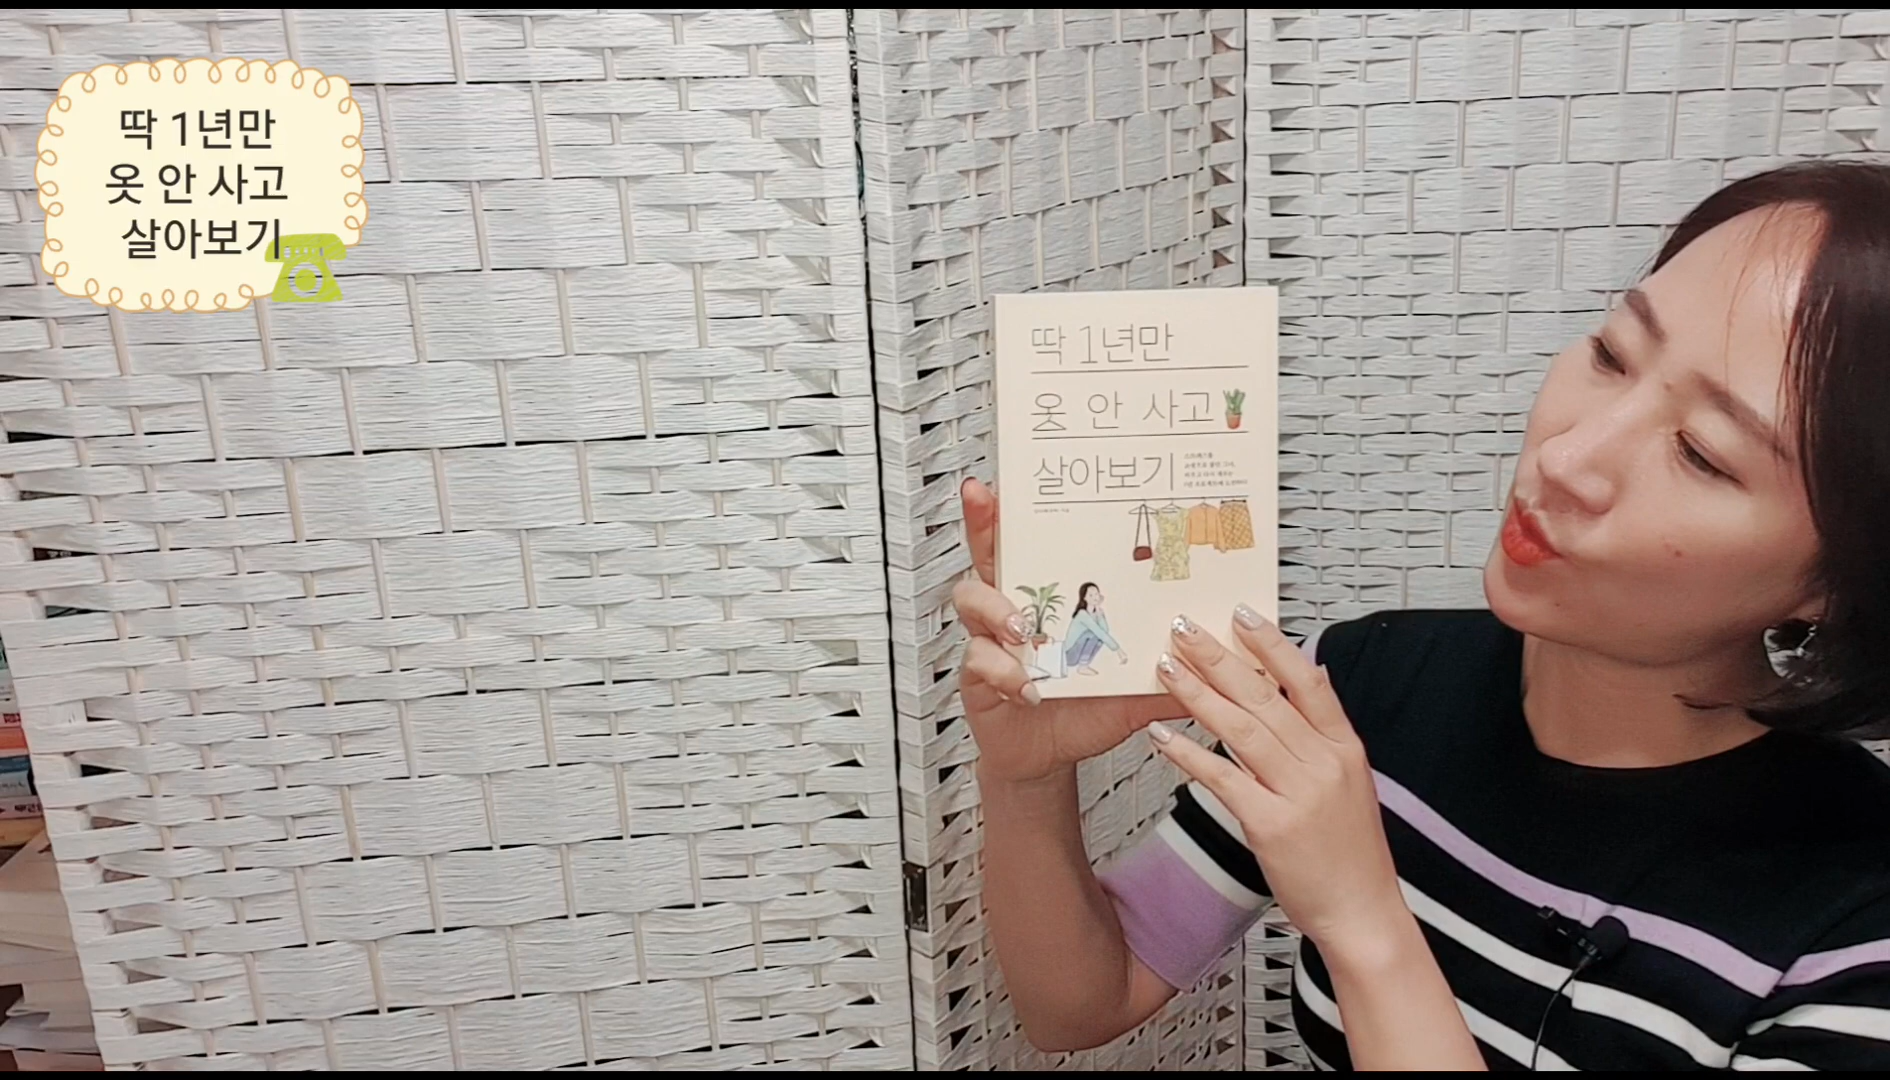 딱 1년만
옷 안 사고
살아보기
딱 1년만
옷 안 사고
살아보기